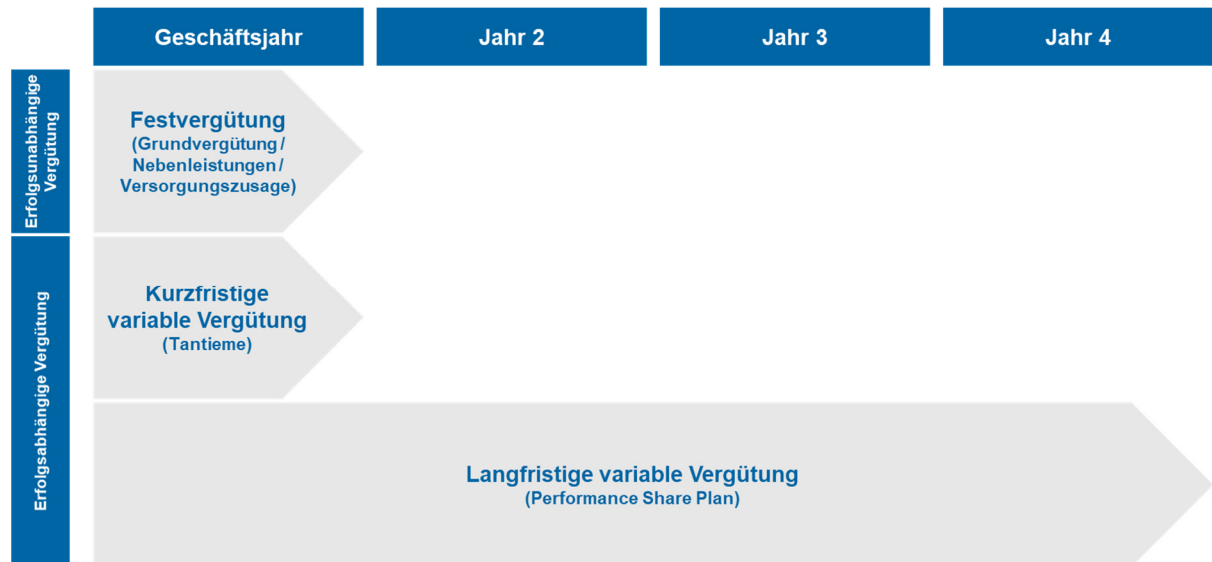 Geschäftsjahr
Jahr 2
Jahr 3
Jahr 4
Erfolgsunabhängige
Vergütung
Festvergütung
(Grundvergütung /
Nebenleistungen /
Versorgungszusage)
Erfolgsabhängige Vergütung
Kurzfristige
variable Vergütung
(Tantieme)
Langfristige variable Vergütung
(Performance Share Plan)